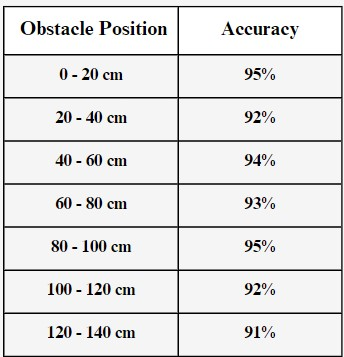 Obstacle Position Accuracy
0 - 20 cm 95%
20 - 40 cm 92%
40 - 60 cm 94%
60 - 80 cm 93%
80 - 100 cm 95%
100 - 120 cm 92%
120 - 140 cm 91%